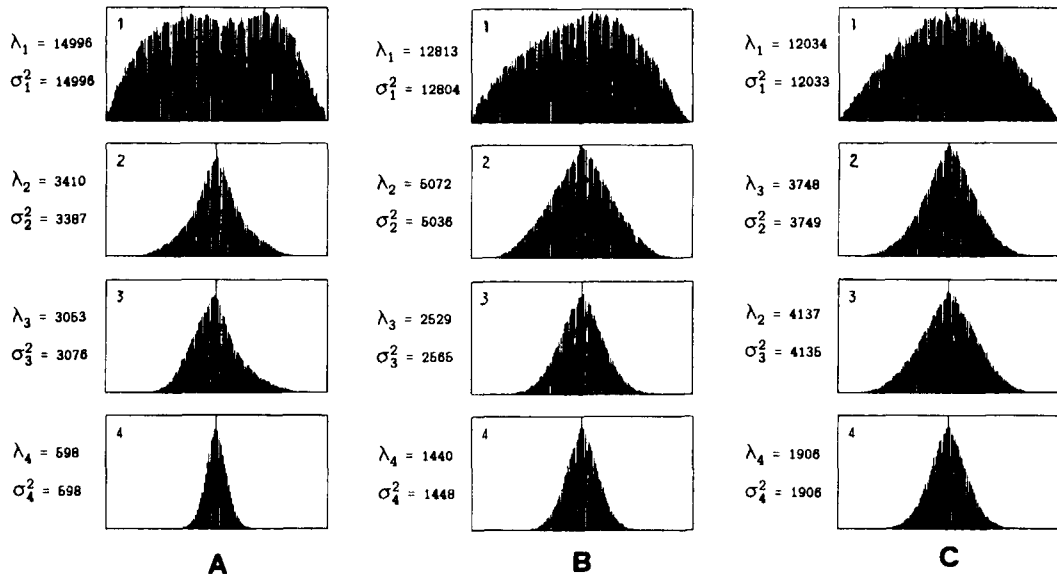 1
λ₁ = 14996
σ₁² = 14996
2
λ₂ = 3410
σ₂² = 3387
3
λ₃ = 3053
σ₃² = 3076
4
λ₄ = 598
σ₄² = 598
A
1
λ₁ = 12813
σ₁² = 12804
2
λ₂ = 5072
σ₂² = 5036
3
λ₃ = 2529
σ₃² = 2565
4
λ₄ = 1440
σ₄² = 1448
B
1
λ₁ = 12034
σ₁² = 12033
2
λ₃ = 3748
σ₂² = 3749
3
λ₂ = 4137
σ₃² = 4135
4
λ₄ = 1906
σ₄² = 1906
C